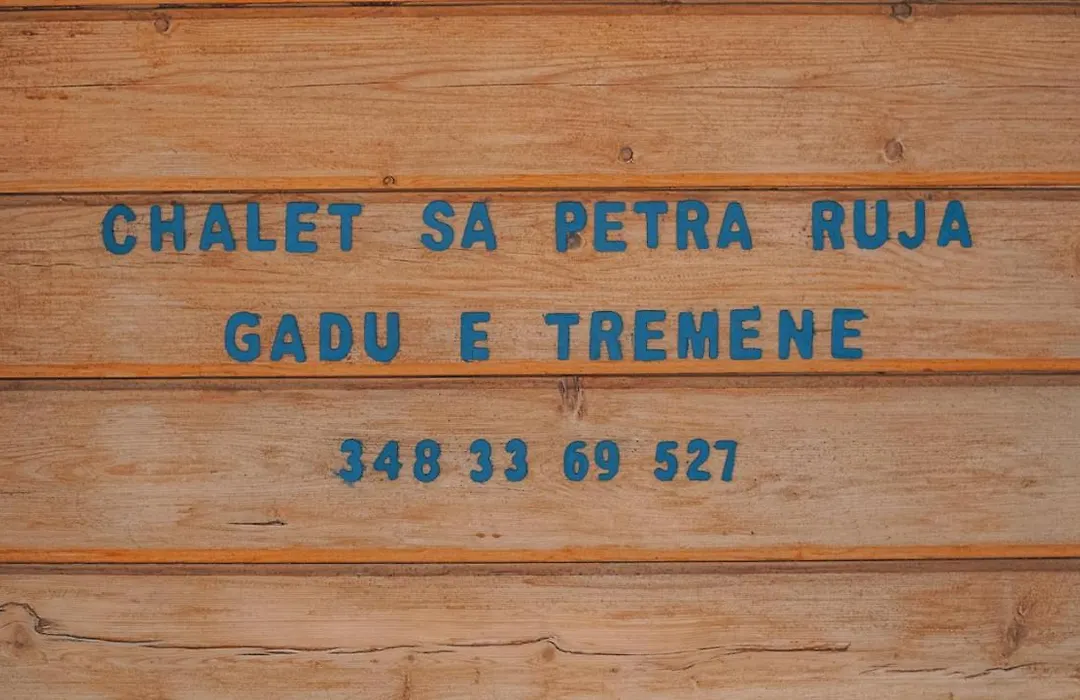 CHALET SA PETRA RUJA
GADU E TREMENE
348 33 69 527